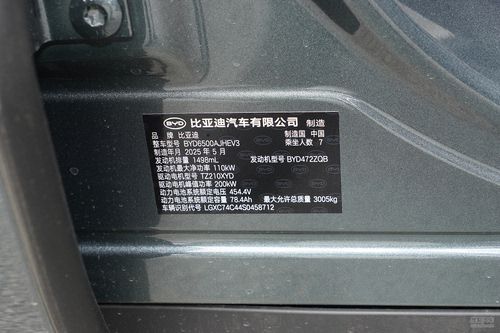 BYD 比亚迪汽车有限公司 制造
品 牌 比亚迪 制造国 中国
整车型号 BYD6500AJHEV3 乘坐人数 7
制造年月 2025 年 5 月
发动机排量 1498mL 发动机型号 BYD472ZQB
发动机最大净功率 110kW
驱动电机型号 TZ210XYD
驱动电机峰值功率 200kW
动力电池系统额定电压 454.4V
动力电池系统额定容量 78.4Ah 最大允许总质量 3005kg
车辆识别代号 LGXC74C44S0458712